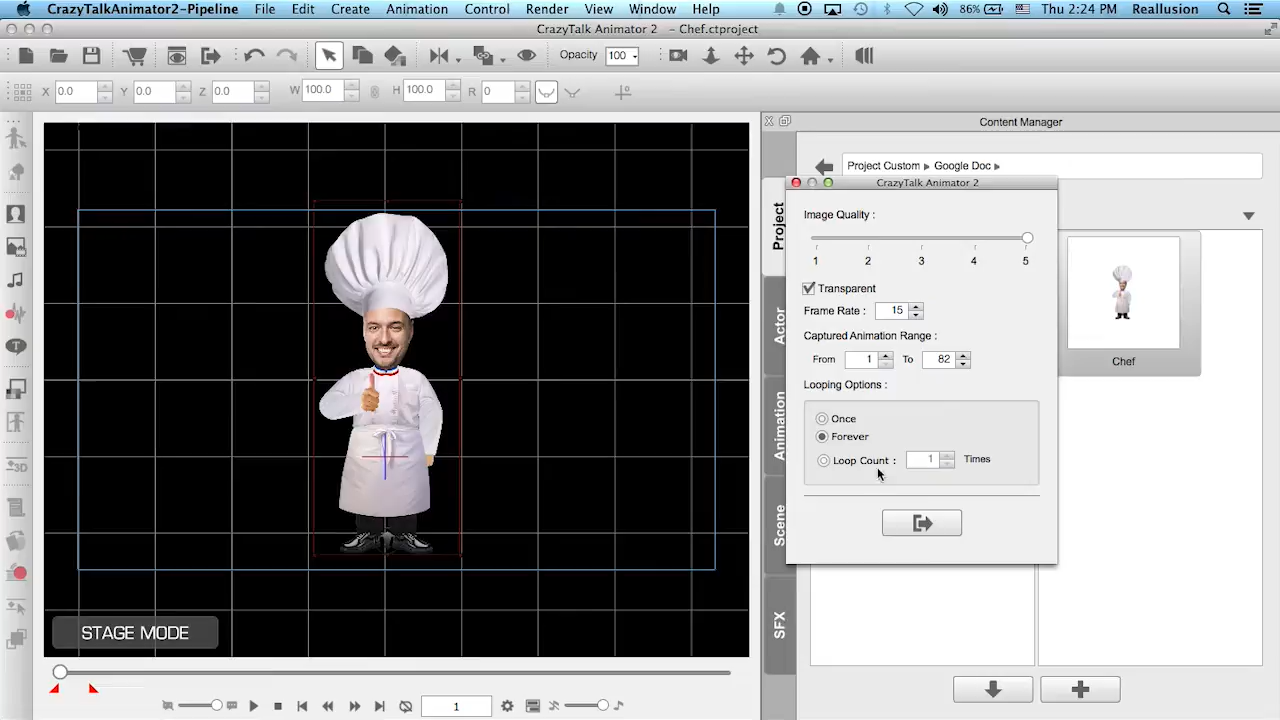 CrazyTalkAnimator2-Pipeline File Edit Create Animation Control Render View Window Help 86% Thu 2:24 PM Reallusion
CrazyTalk Animator 2 - Chef.ctproject
Opacity 100
X 0.0 Y 0.0 Z 0.0 W 100.0 H 100.0 R 0
Content Manager
Project Custom Google Doc
CrazyTalk Animator 2
Image Quality :
1 2 3 4 5
Transparent
Frame Rate : 15
Captured Animation Range :
From 1 To 82
Looping Options :
Once
Forever
Loop Count : 1 Times
Chef
Project
Actor
Animation
Scene
SFX
T
3D
STAGE MODE
1